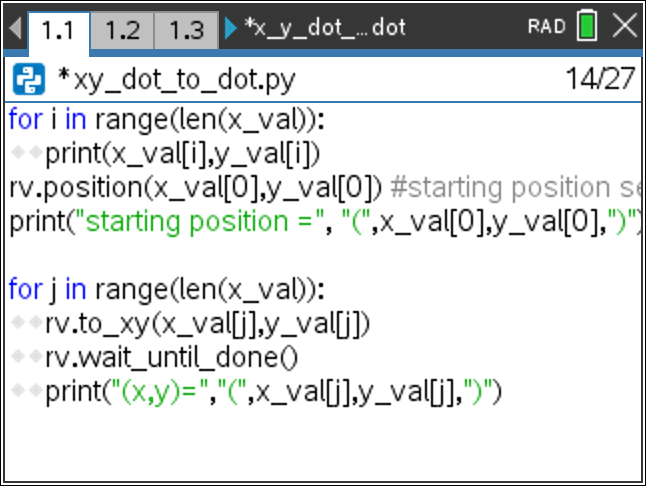 1.1 1.2 1.3 *x_y_dot_...dot RAD
*xy_dot_to_dot.py 14/27
for i in range(len(x_val)):
◆◆print(x_val[i],y_val[i])
rv.position(x_val[0],y_val[0]) #starting position se
print("starting position =", "(",x_val[0],y_val[0],")")

for j in range(len(x_val)):
◆◆rv.to_xy(x_val[j],y_val[j])
◆◆rv.wait_until_done()
◆◆print("(x,y)=","(",x_val[j],y_val[j],")")